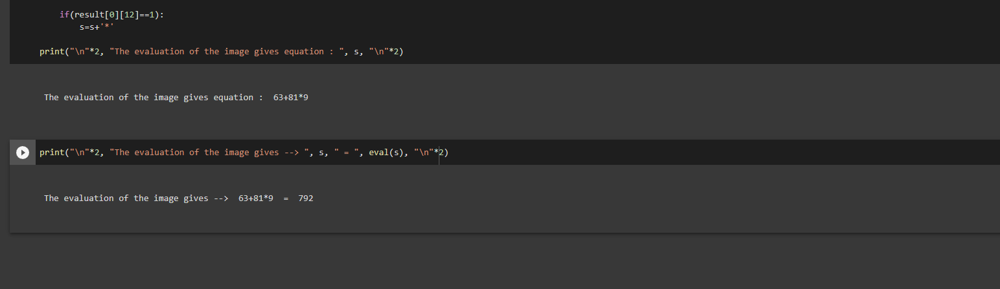 if(result[0][12]==1):
s=s+'*'
print("\n"*2, "The evaluation of the image gives equation : ", s, "\n"*2)
The evaluation of the image gives equation :  63+81*9
print("\n"*2, "The evaluation of the image gives --> ", s, " = ", eval(s), "\n"*2)
The evaluation of the image gives -->  63+81*9  =  792